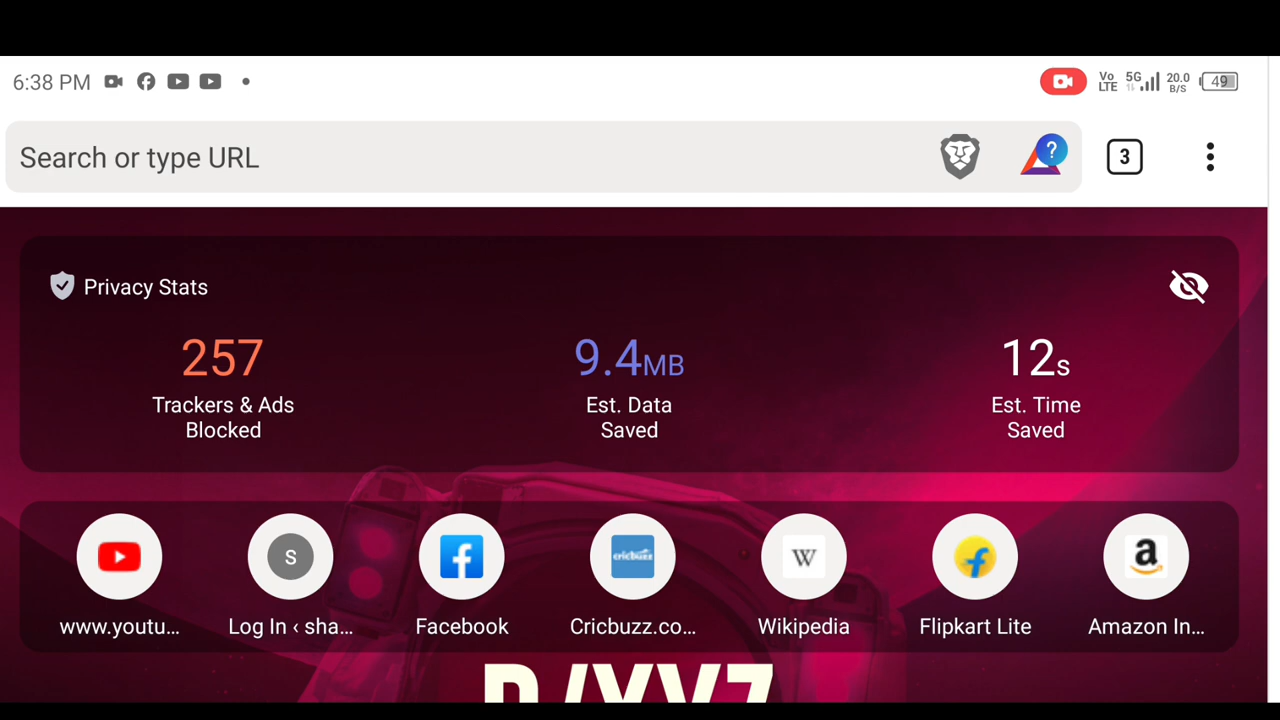 6:38 PM
Vo LTE 5G 20.0 B/S 49
Search or type URL
?
3
Privacy Stats
257
9.4MB
12s
Trackers & Ads
Blocked
Est. Data
Saved
Est. Time
Saved
S
cricbuzz
W
a
www.youtu...
Log In ‹ sha...
Facebook
Cricbuzz.co...
Wikipedia
Flipkart Lite
Amazon In...